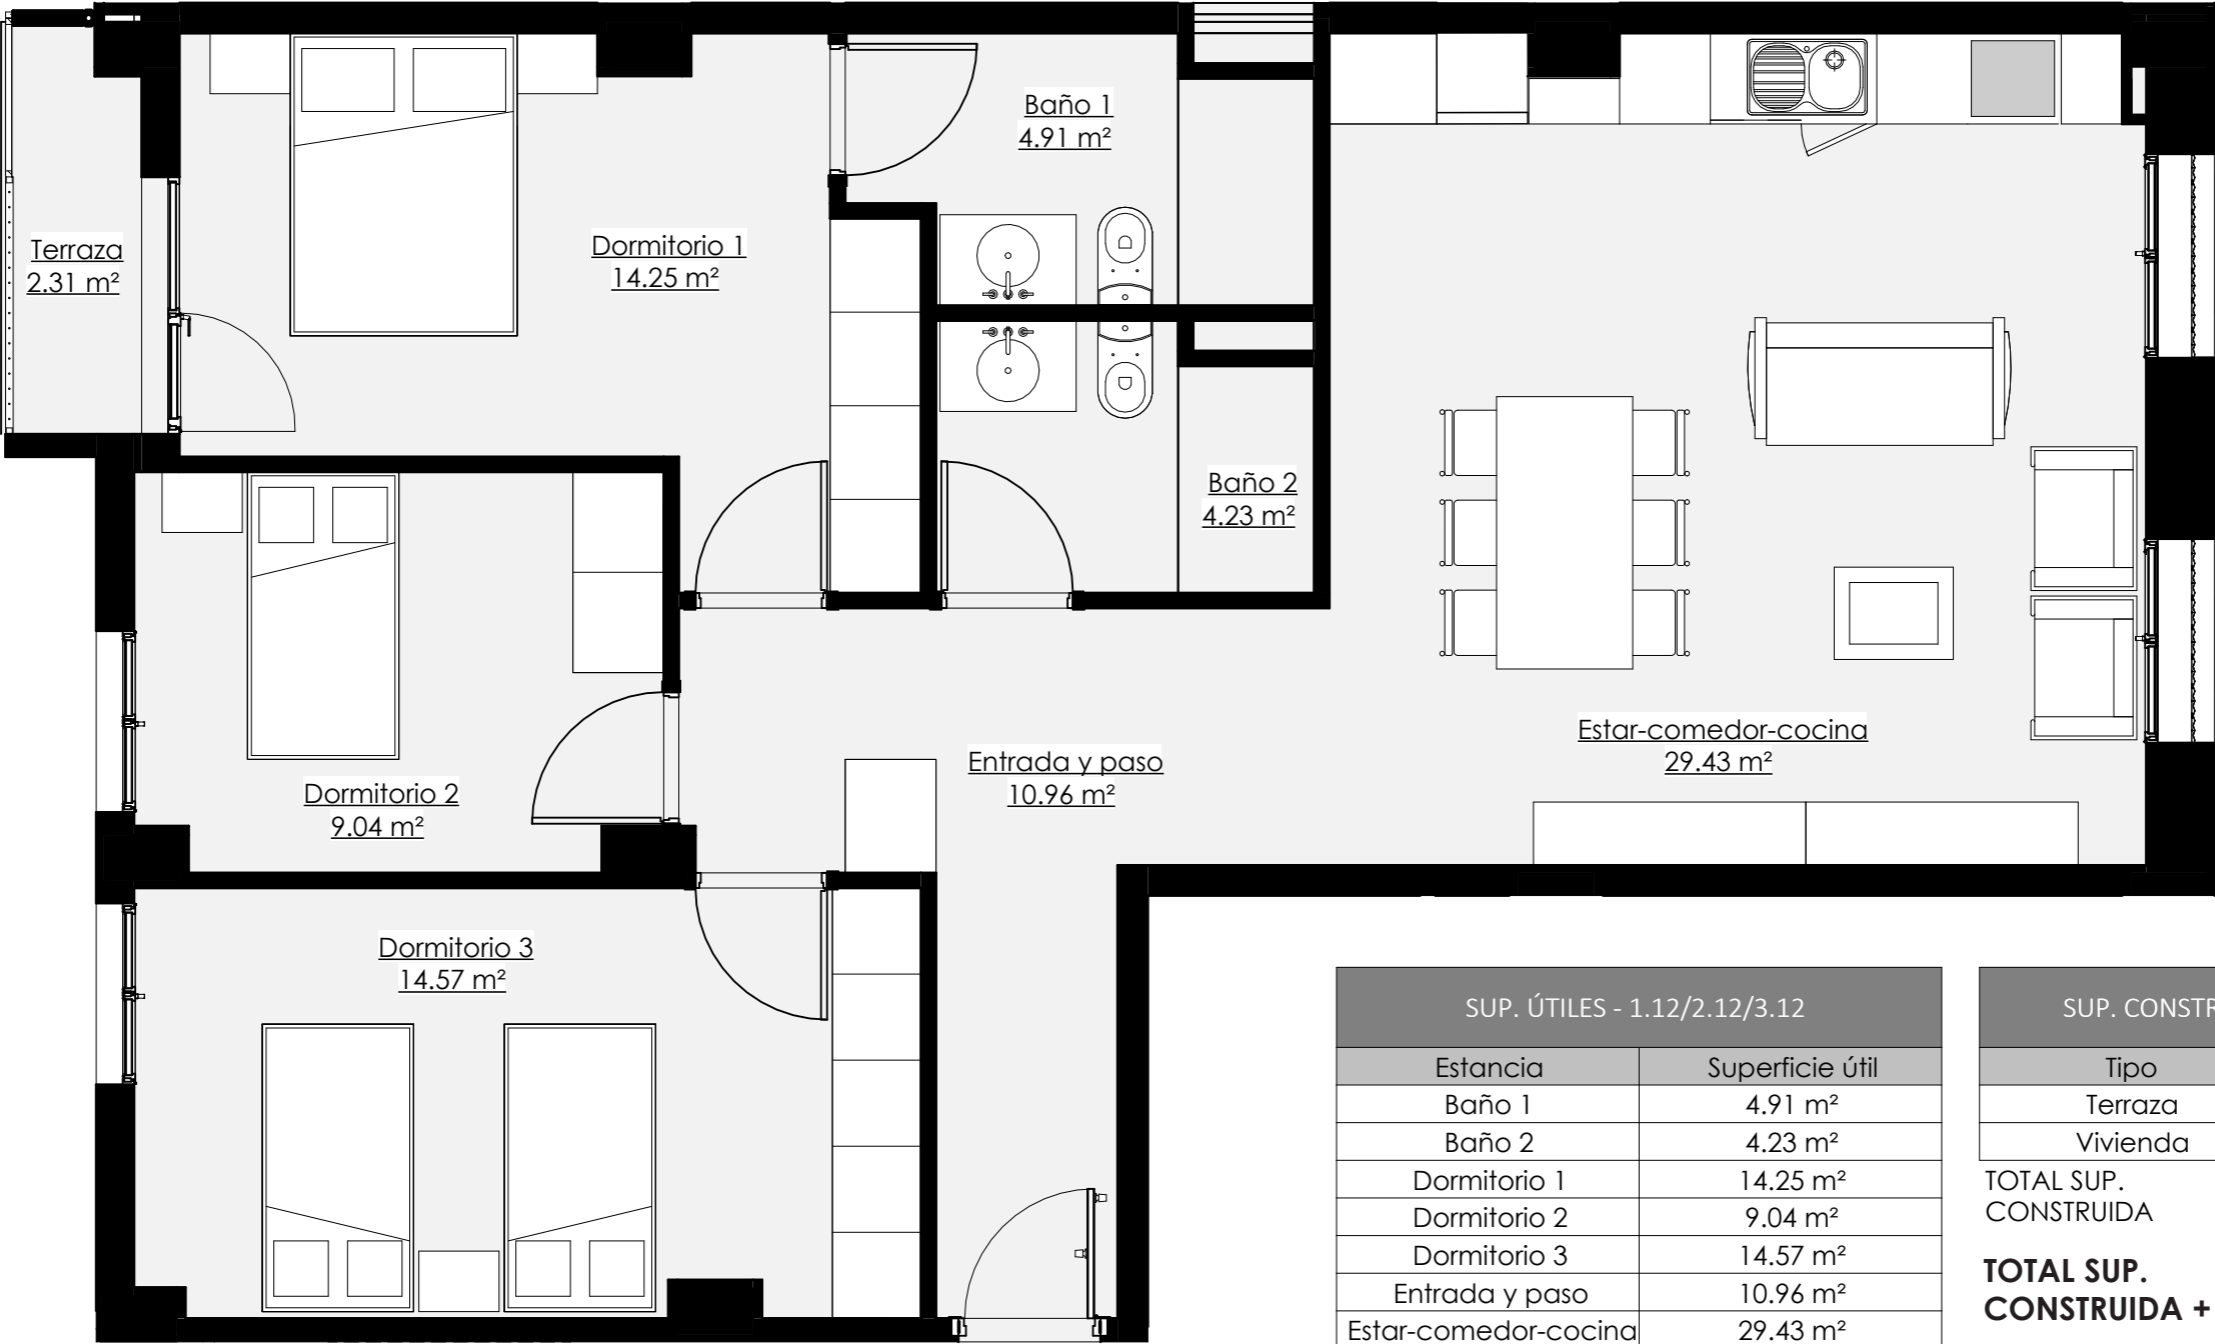 Baño 1
4.91 m²
Terraza
2.31 m²
Dormitorio 1
14.25 m²
Baño 2
4.23 m²
Estar-comedor-cocina
29.43 m²
Entrada y paso
10.96 m²
Dormitorio 2
9.04 m²
Dormitorio 3
14.57 m²
SUP. ÚTILES - 1.12/2.12/3.12
Estancia Superficie útil
Baño 1 4.91 m²
Baño 2 4.23 m²
Dormitorio 1 14.25 m²
Dormitorio 2 9.04 m²
Dormitorio 3 14.57 m²
Entrada y paso 10.96 m²
Estar-comedor-cocina 29.43 m²
SUP. CONSTR
Tipo
Terraza
Vivienda
TOTAL SUP.
CONSTRUIDA
TOTAL SUP.
CONSTRUIDA +